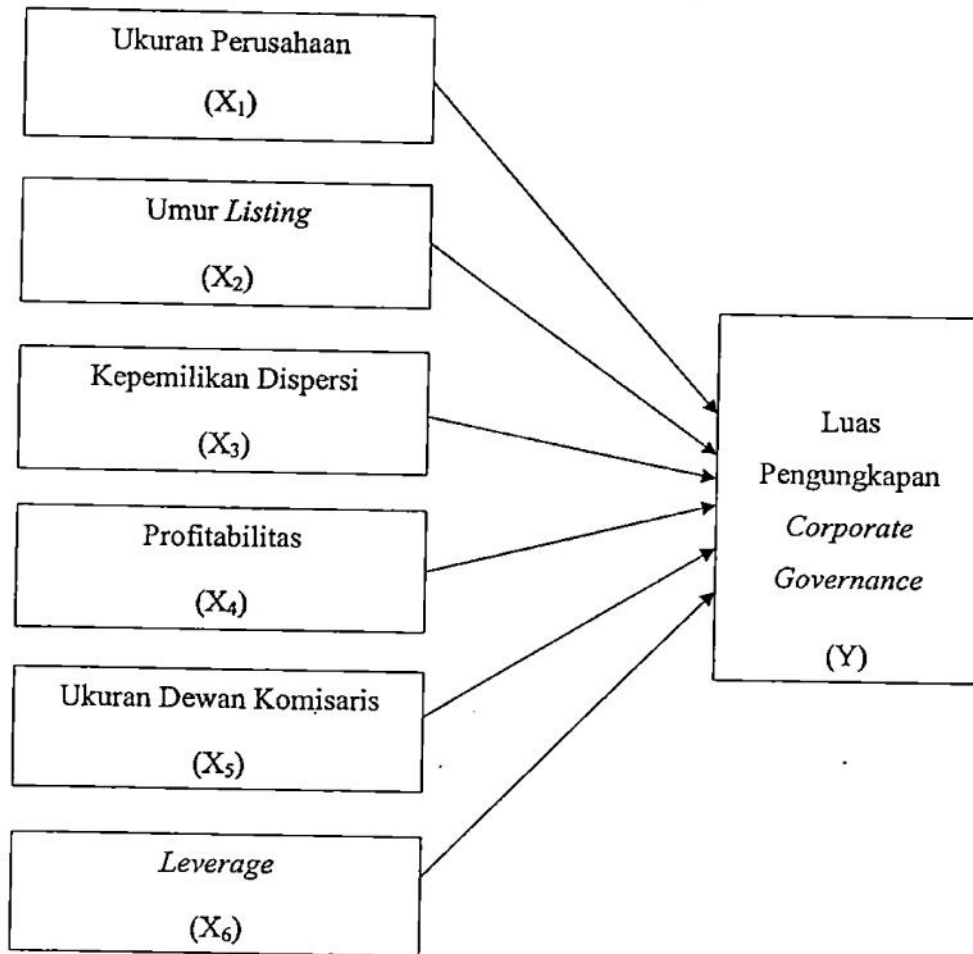 Ukuran Perusahaan
(X₁)
Umur Listing
(X₂)
Kepemilikan Dispersi
(X₃)
Profitabilitas
(X₄)
Ukuran Dewan Komisaris
(X₅)
Leverage
(X₆)
Luas
Pengungkapan
Corporate
Governance
(Y)